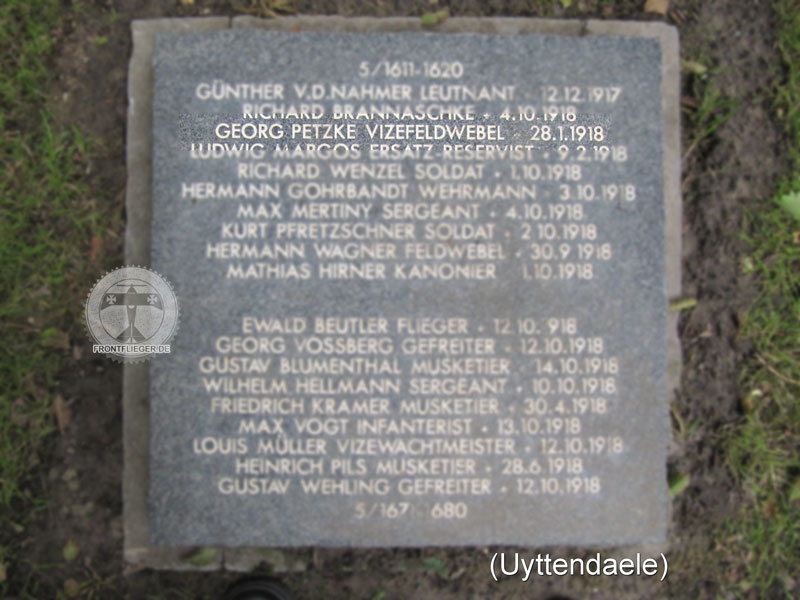 5/1611-1620
GÜNTHER V.D.NAHMER LEUTNANT + 12.12.1917
RICHARD BRANNASCHKE + 4.10.1918
GEORG PETZKE VIZEFELDWEBEL + 28.1.1918
LUDWIG MARGOS ERSATZ-RESERVIST + 9.2.1918
RICHARD WENZEL SOLDAT + 1.10.1918
HERMANN GOHRBANDT WEHRMANN + 3.10.1918
MAX MERTINY SERGEANT + 4.10.1918
KURT PFRETZSCHNER SOLDAT + 2 10.1918
HERMANN WAGNER FELDWEBEL + 30.9 1918
MATHIAS HIRNER KANONIER 1.10.1918
EWALD BEUTLER FLIEGER + 12.10. 918
GEORG VOSSBERG GEFREITER +
GUSTAV BLUMENTHAL MUSKETIER 14.10.1918
WILHELM HELLMANN SERGEANT + 10.10.1918
FRIEDRICH KRAMER MUSKETIER + 30.4.1918
MAX VOGT INFANTERIST + 13.10.1918
LOUIS MÜLLER VIZEWACHTMEISTER + 12.10.1918
HEINRICH PILS MUSKETIER + 28.6.1918
GUSTAV WEHLING GEFREITER + 12.10.1918
5/167 -1680
FRONTFLIEGER.DE
(Uyttendaele)